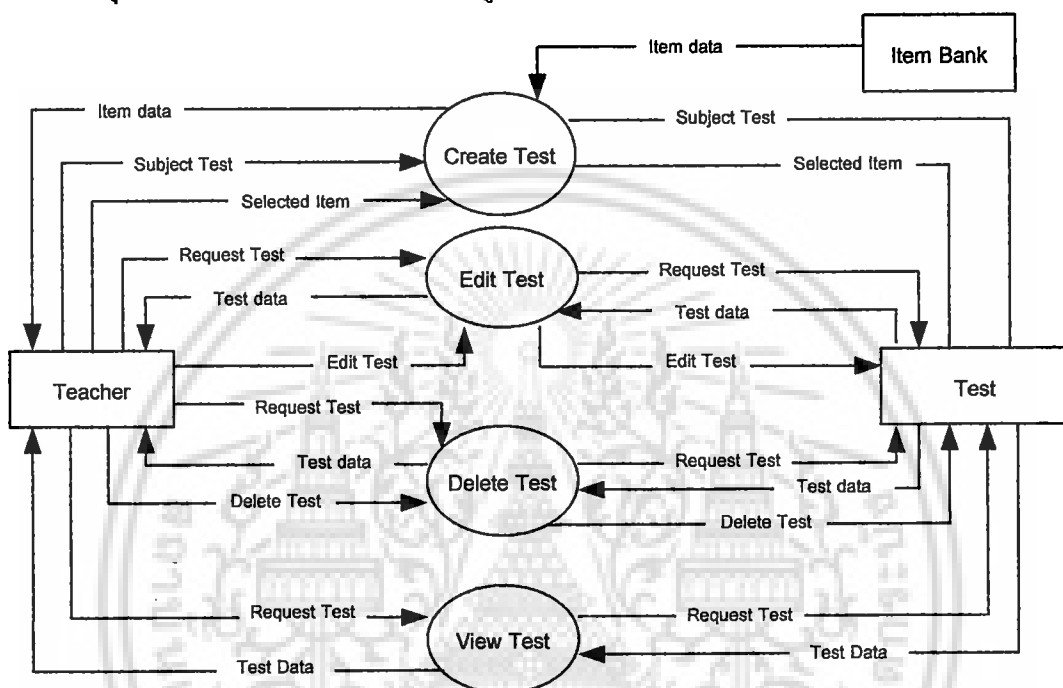 Item data
Item Bank
Item data
Subject Test
Create Test
Subject Test
Selected Item
Selected Item
Request Test
Edit Test
Request Test
Test data
Test data
Edit Test
Edit Test
Teacher
Test
Request Test
Test data
Delete Test
Request Test
Test data
Delete Test
Delete Test
Request Test
View Test
Request Test
Test Data
Test Data